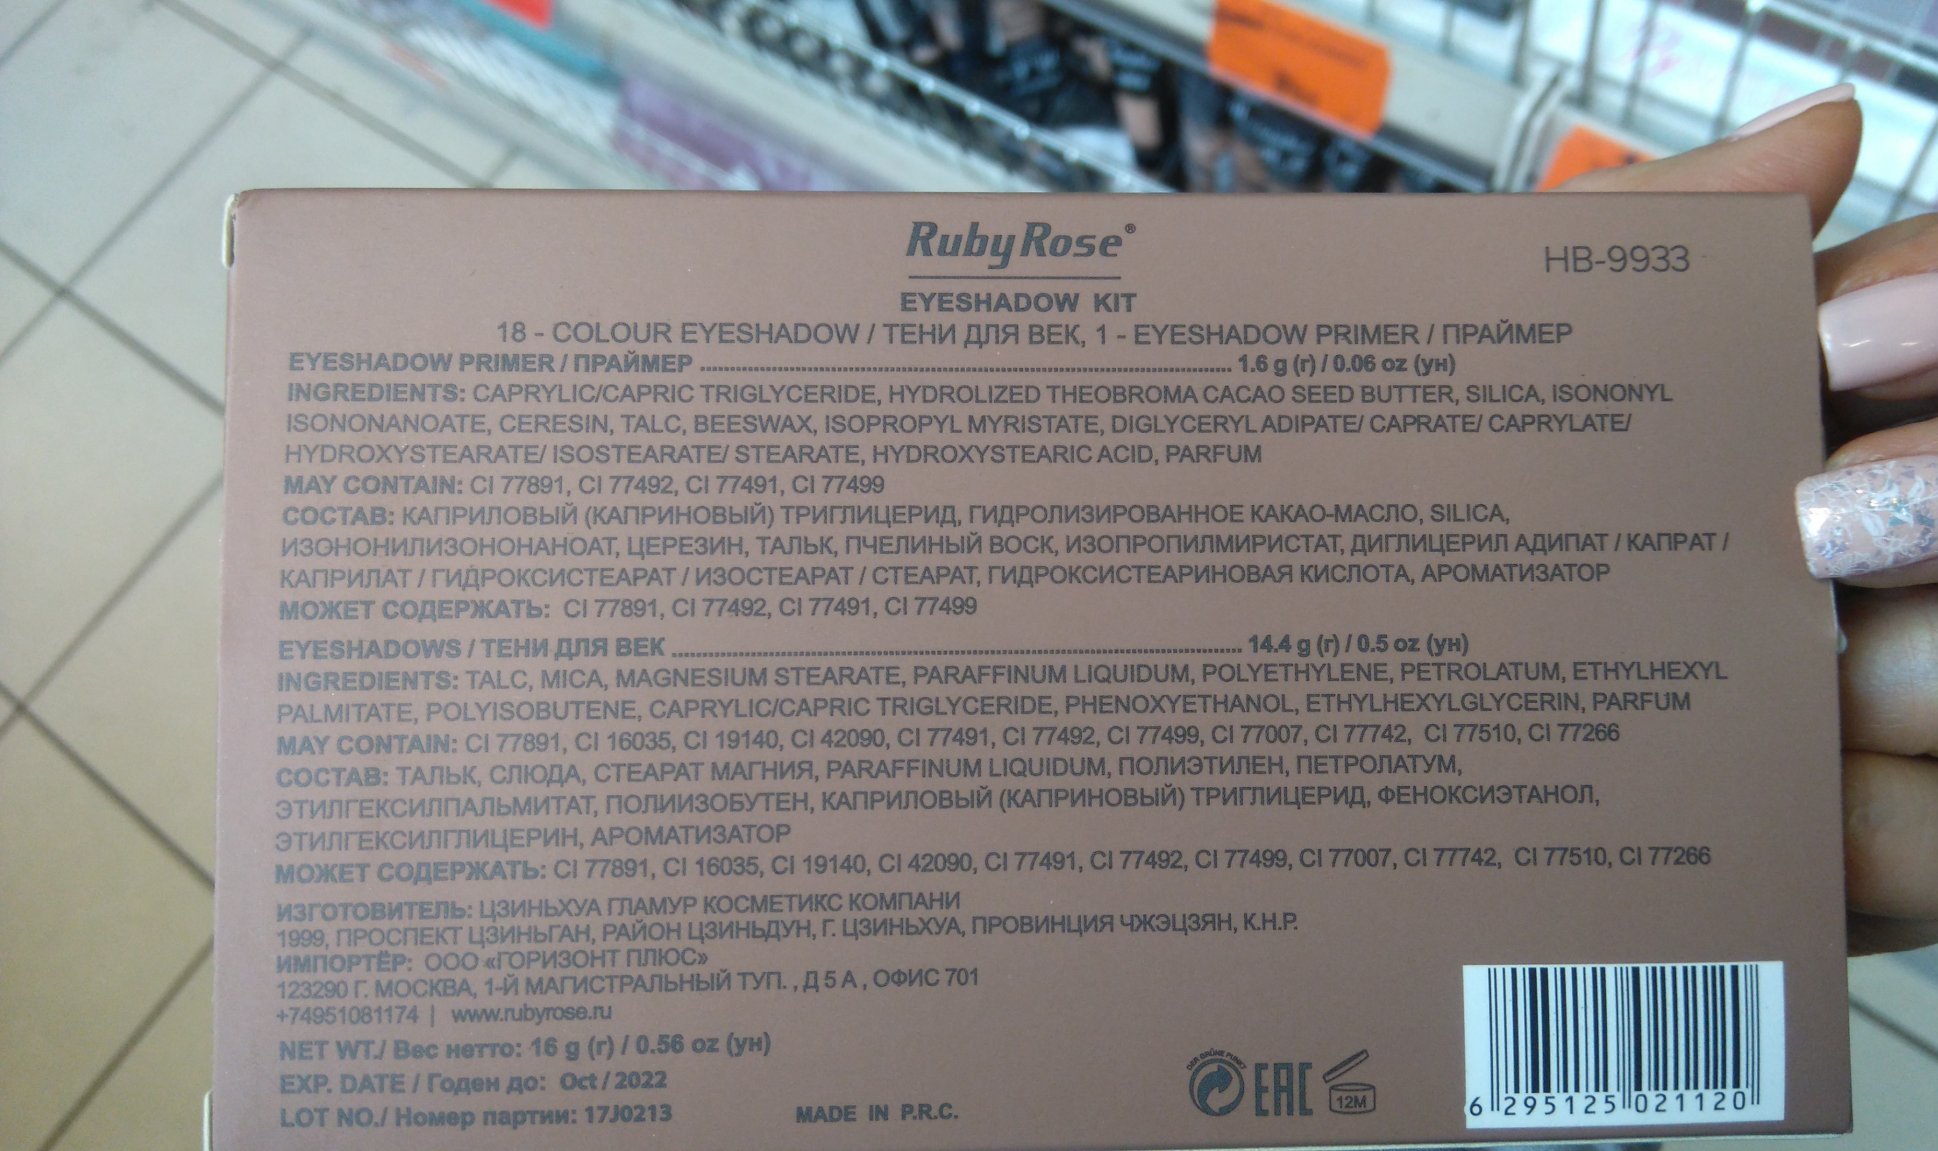 Ruby Rose®
HB-9933
EYESHADOW KIT
18 - COLOUR EYESHADOW / ТЕНИ ДЛЯ ВЕК, 1 - EYESHADOW PRIMER / ПРАЙМЕР
EYESHADOW PRIMER / ПРАЙМЕР ........ 1.6 g (г) / 0.06 oz (ун)
INGREDIENTS: CAPRYLIC/CAPRIC TRIGLYCERIDE, HYDROLIZED THEOBROMA CACAO SEED BUTTER, SILICA, ISONONYL
ISONONANOATE, CERESIN, TALC, BEESWAX, ISOPROPYL MYRISTATE, DIGLYCERYL ADIPATE/ CAPRATE/ CAPRYLATE/
HYDROXYSTEARATE/ ISOSTEARATE/ STEARATE, HYDROXYSTEARIC ACID, PARFUM
MAY CONTAIN: CI 77891, CI 77492, CI 77491, CI 77499
СОСТАВ: КАПРИЛОВЫЙ (КАПРИНОВЫЙ) ТРИГЛИЦЕРИД, ГИДРОЛИЗИРОВАННОЕ КАКАО-МАСЛО, SILICA,
ИЗОНОНИЛИЗОНОНАНОАТ, ЦЕРЕЗИН, ТАЛЬК, ПЧЕЛИНЫЙ ВОСК, ИЗОПРОПИЛМИРИСТАТ, ДИГЛИЦЕРИЛ АДИПАТ / КАПРАТ /
КАПРИЛАТ / ГИДРОКСИСТЕАРАТ / ИЗОСТЕАРАТ / СТЕАРАТ, ГИДРОКСИСТЕАРИНОВАЯ КИСЛОТА, АРОМАТИЗАТОР
МОЖЕТ СОДЕРЖАТЬ: CI 77891, CI 77492, CI 77491, CI 77499
EYESHADOWS / ТЕНИ ДЛЯ ВЕК ........ 14.4 g (г) / 0.5 oz (ун)
INGREDIENTS: TALC, MICA, MAGNESIUM STEARATE, PARAFFINUM LIQUIDUM, POLYETHYLENE, PETROLATUM, ETHYLHEXYL
PALMITATE, POLYISOBUTENE, CAPRYLIC/CAPRIC TRIGLYCERIDE, PHENOXYETHANOL, ETHYLHEXYLGLYCERIN, PARFUM
MAY CONTAIN: CI 77891, CI 16035, CI 19140, CI 42090, CI 77491, CI 77492, CI 77499, CI 77007, CI 77742, CI 77510, CI 77266
СОСТАВ: ТАЛЬК, СЛЮДА, СТЕАРАТ МАГНИЯ, PARAFFINUM LIQUIDUM, ПОЛИЭТИЛЕН, ПЕТРОЛАТУМ,
ЭТИЛГЕКСИЛПАЛЬМИТАТ, ПОЛИИЗОБУТЕН, КАПРИЛОВЫЙ (КАПРИНОВЫЙ) ТРИГЛИЦЕРИД, ФЕНОКСИЭТАНОЛ,
ЭТИЛГЕКСИЛГЛИЦЕРИН, АРОМАТИЗАТОР
МОЖЕТ СОДЕРЖАТЬ: CI 77891, CI 16035, CI 19140, CI 42090, CI 77491, CI 77492, CI 77499, CI 77007, CI 77742, CI 77510, CI 77266
ИЗГОТОВИТЕЛЬ: ЦЗИНЬХУА ГЛАМУР КОСМЕТИКС КОМПАНИ
1999, ПРОСПЕКТ ЦЗИНЬГАН, РАЙОН ЦЗИНЬДУН, Г. ЦЗИНЬХУА, ПРОВИНЦИЯ ЧЖЭЦЗЯН, К.Н.Р.
ИМПОРТЁР: ООО «ГОРИЗОНТ ПЛЮС»
123290 Г. МОСКВА, 1-Й МАГИСТРАЛЬНЫЙ ТУП. , Д 5 А , ОФИС 701
+74951081174 | www.rubyrose.ru
NET WT./ Вес нетто: 16 g (г) / 0.56 oz (ун)
EXP. DATE / Годен до: Oct / 2022
LOT NO./ Номер партии: 17J0213
MADE IN P.R.C.
DER GRÜNE PUNKT
EAC
12M
6 295125 021120